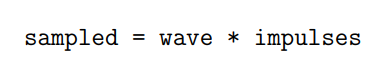 sampled = wave * impulses